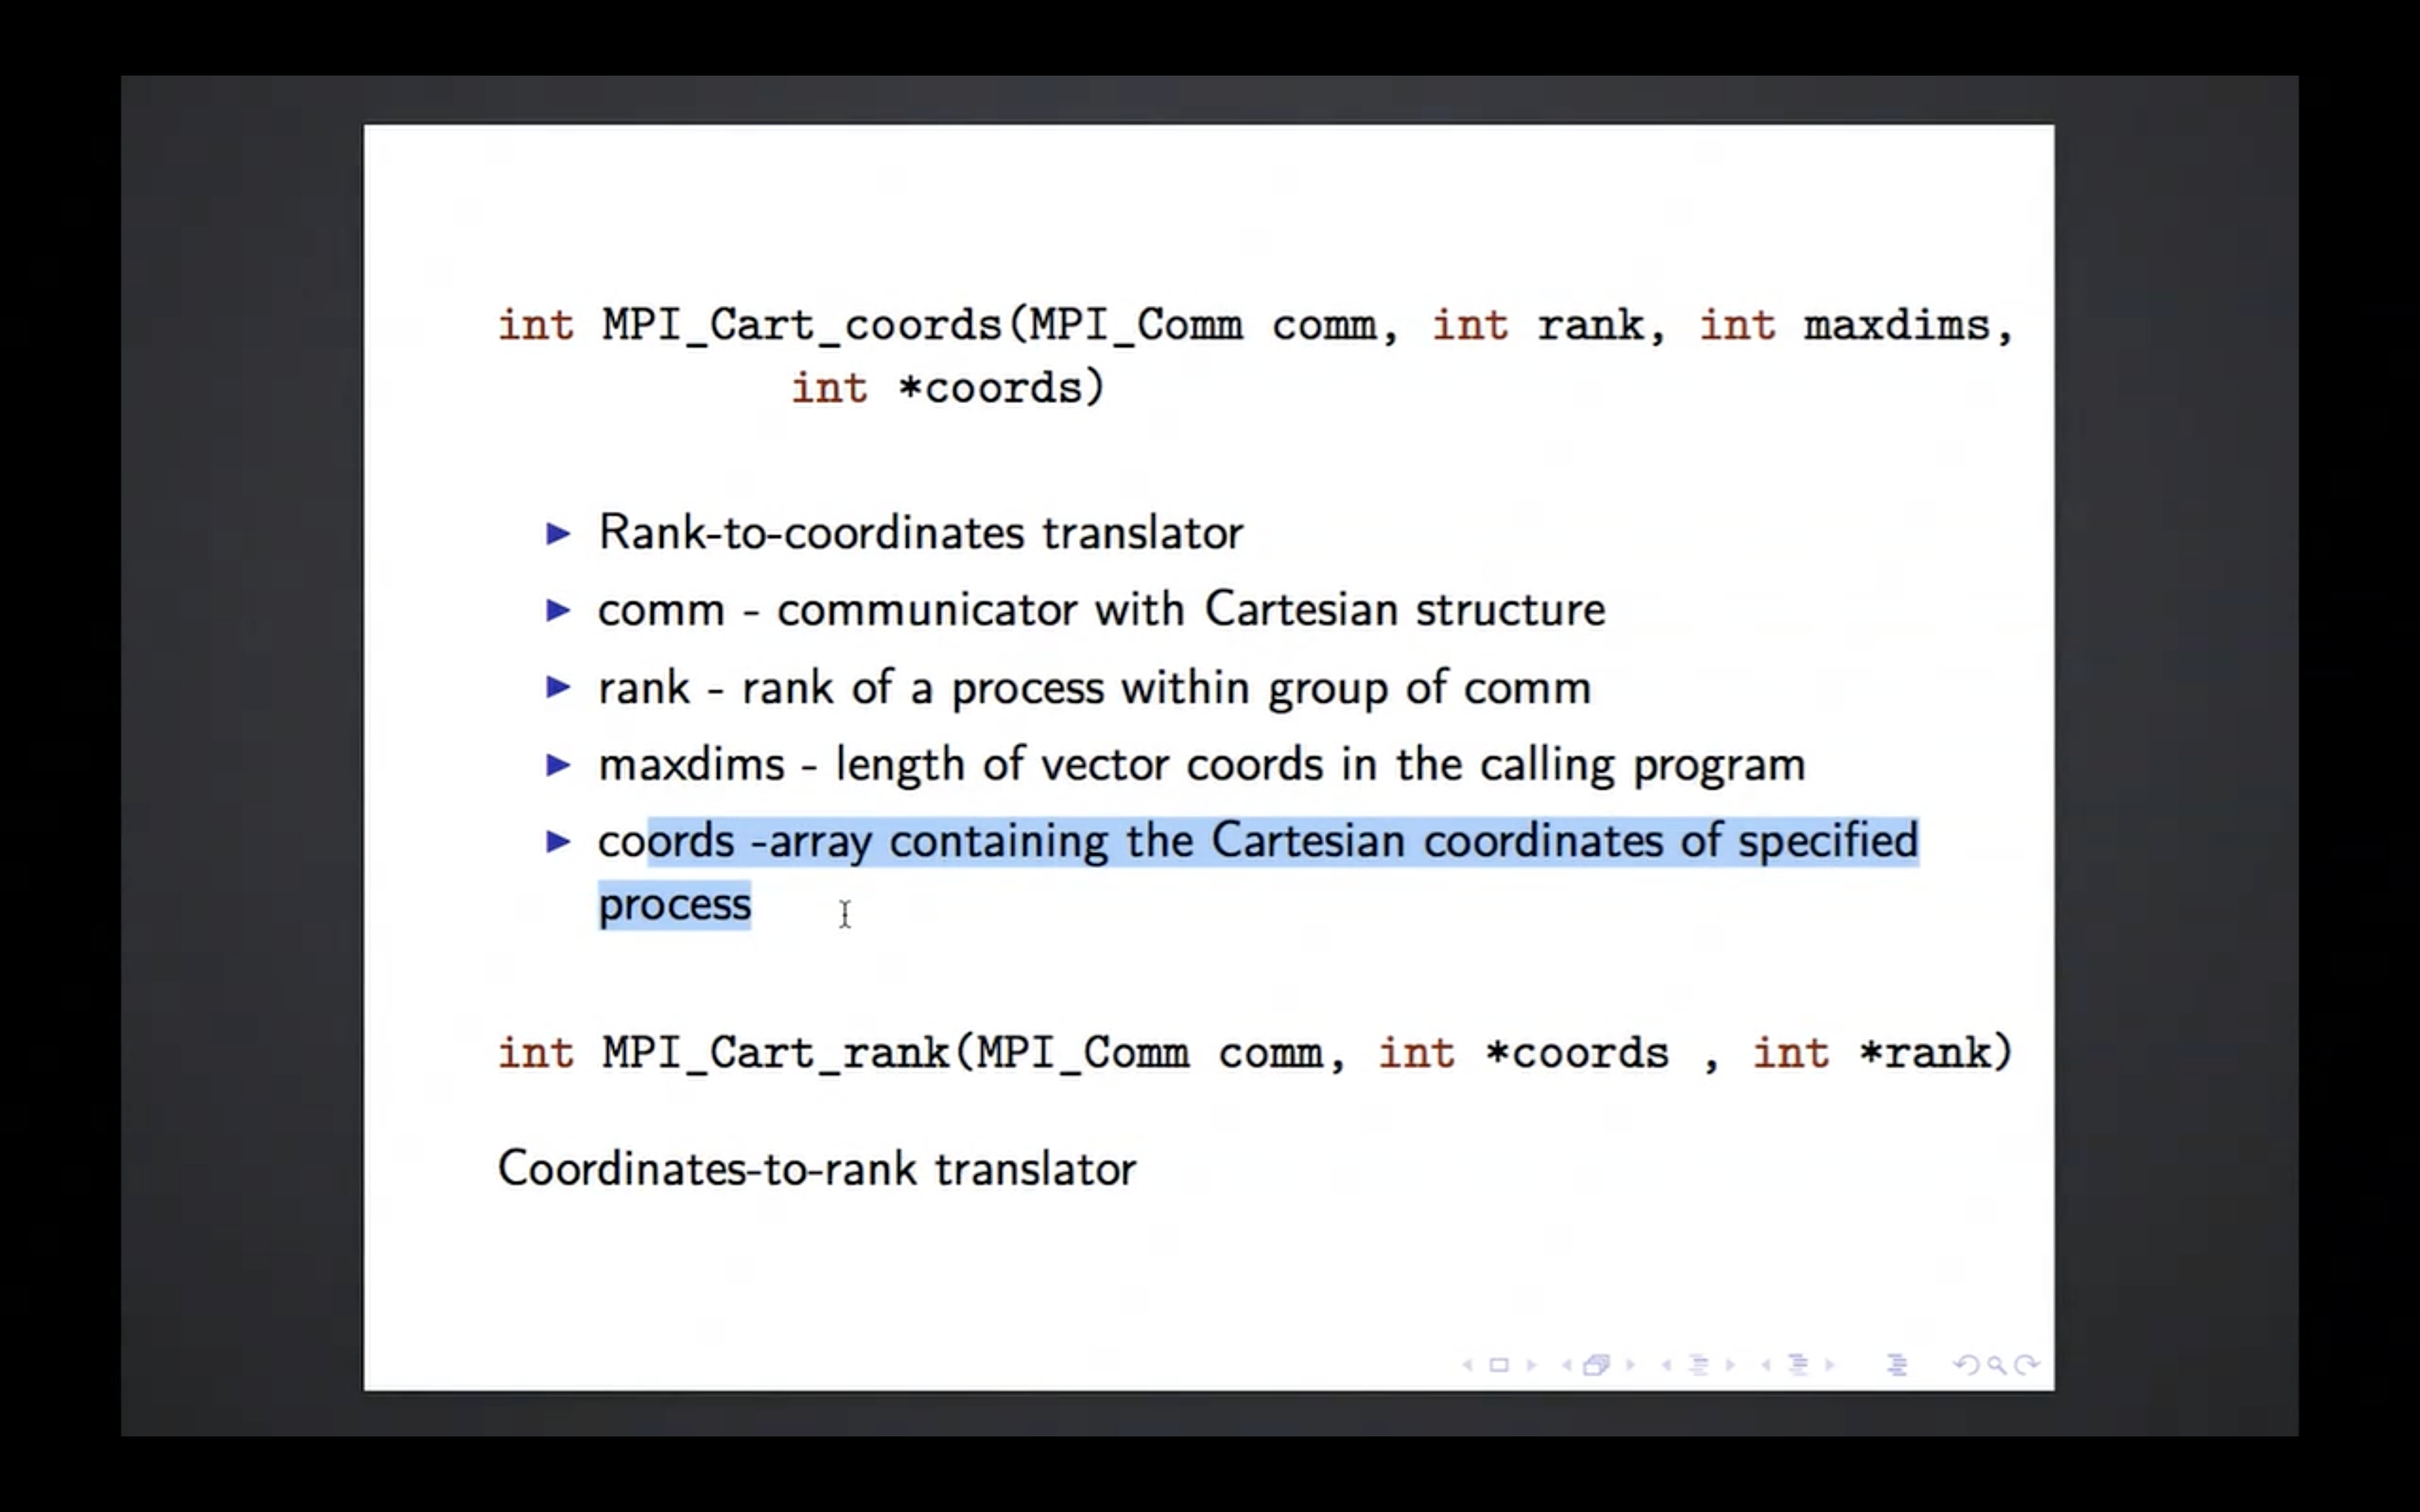 int MPI_Cart_coords(MPI_Comm comm, int rank, int maxdims,
int *coords)
▶ Rank-to-coordinates translator
▶ comm - communicator with Cartesian structure
▶ rank - rank of a process within group of comm
▶ maxdims - length of vector coords in the calling program
▶ coords -array containing the Cartesian coordinates of specified
process
int MPI_Cart_rank(MPI_Comm comm, int *coords , int *rank)
Coordinates-to-rank translator